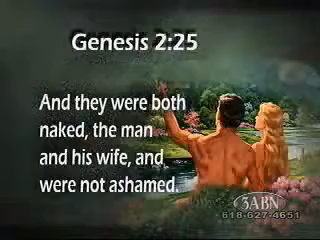 Genesis 2:25
And they were both
naked, the man
and his wife, and
were not ashamed.
3ABN
618-627-4651